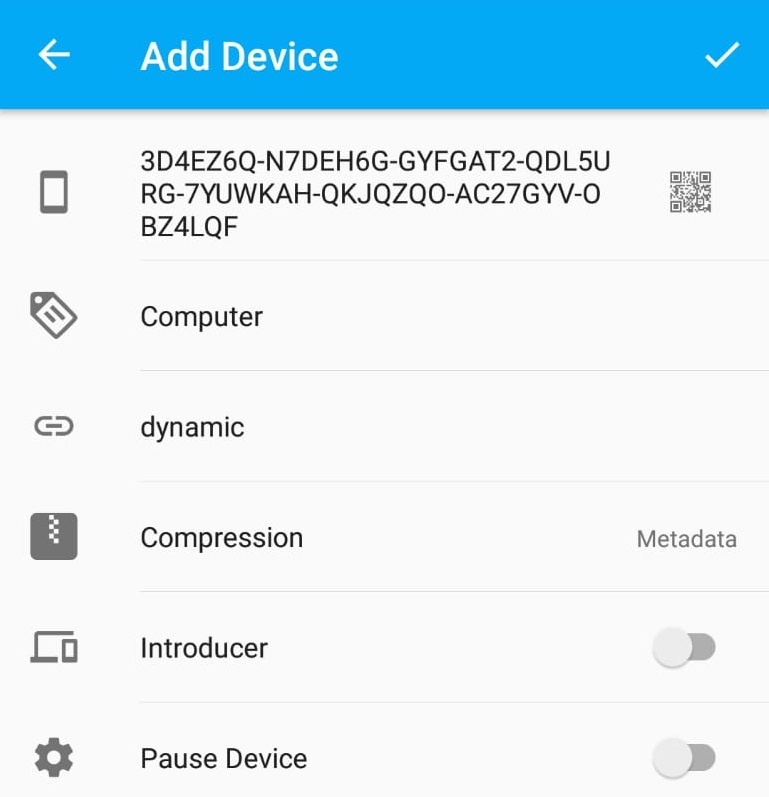 Add Device
3D4EZ6Q-N7DEH6G-GYFGAT2-QDL5U
RG-7YUWKAH-QKJQZQO-AC27GYV-O
BZ4LQF
Computer
dynamic
Compression Metadata
Introducer
Pause Device